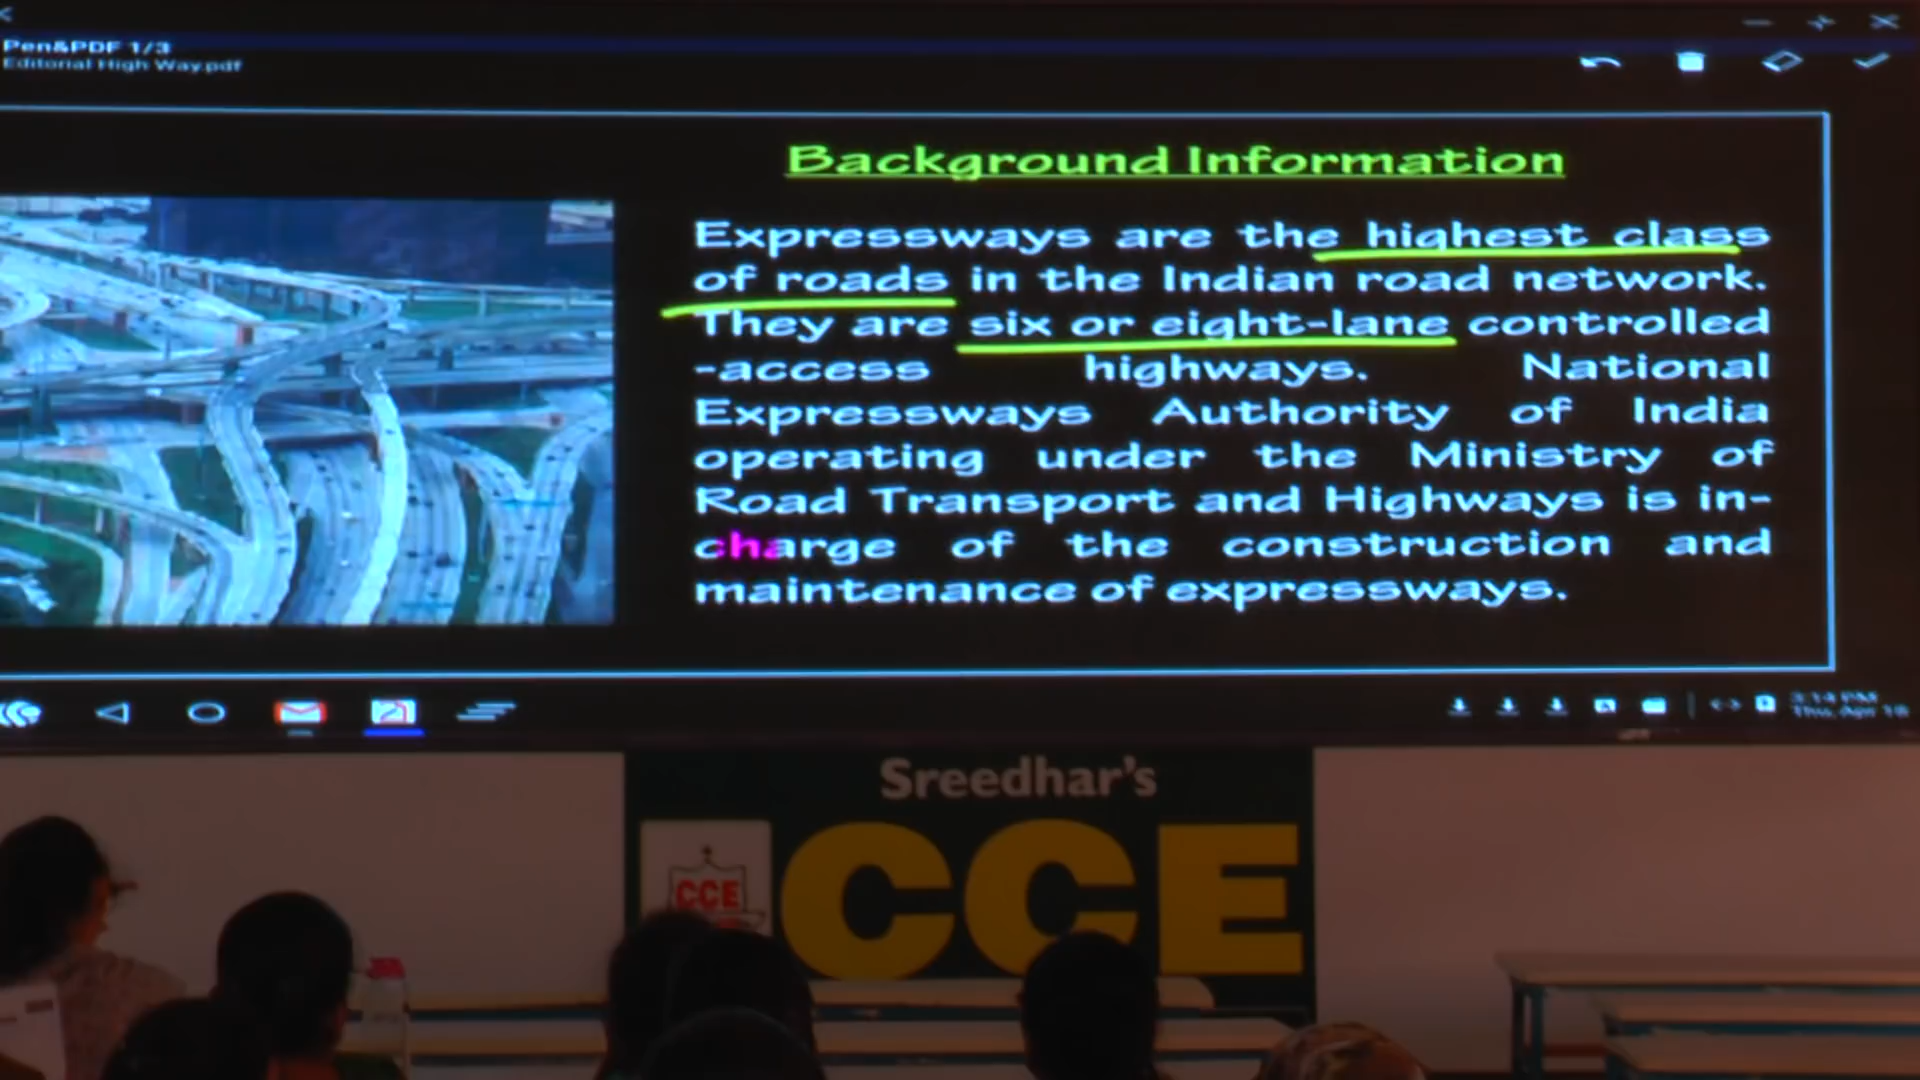 Pen&PDF 1/3
Editorial High Way.pdf
Background Information
Expressways are the highest class
of roads in the Indian road network.
They are six or eight-lane controlled
-access highways. National
Expressways Authority of India
operating under the Ministry of
Road Transport and Highways is in-
charge of the construction and
maintenance of expressways.
3:14 PM
Sreedhar's
CCE
CCE